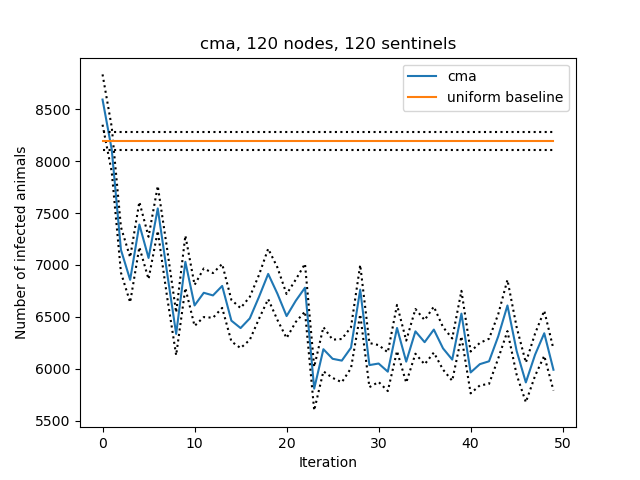 cma, 120 nodes, 120 sentinels
cma
uniform baseline
Number of infected animals
8500
8000
7500
7000
6500
6000
5500
0 10 20 30 40 50
Iteration